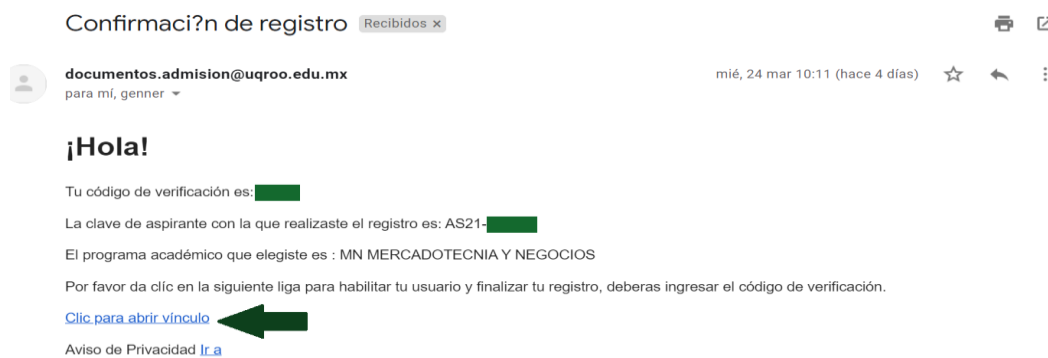 Confirmaci?n de registro Recibidos x
documentos.admision@uqroo.edu.mx mié, 24 mar 10:11 (hace 4 días)
para mí, genner
¡Hola!
Tu código de verificación es:
La clave de aspirante con la que realizaste el registro es: AS21-
El programa académico que elegiste es : MN MERCADOTECNIA Y NEGOCIOS
Por favor da clíc en la siguiente liga para habilitar tu usuario y finalizar tu registro, deberas ingresar el código de verificación.
Clic para abrir vínculo
Aviso de Privacidad Ir a